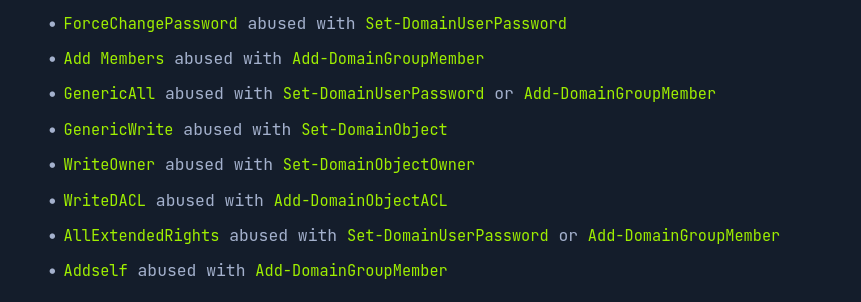 • ForceChangePassword abused with Set-DomainUserPassword
• Add Members abused with Add-DomainGroupMember
• GenericAll abused with Set-DomainUserPassword or Add-DomainGroupMember
• GenericWrite abused with Set-DomainObject
• WriteOwner abused with Set-DomainObjectOwner
• WriteDACL abused with Add-DomainObjectACL
• AllExtendedRights abused with Set-DomainUserPassword or Add-DomainGroupMember
• Addself abused with Add-DomainGroupMember